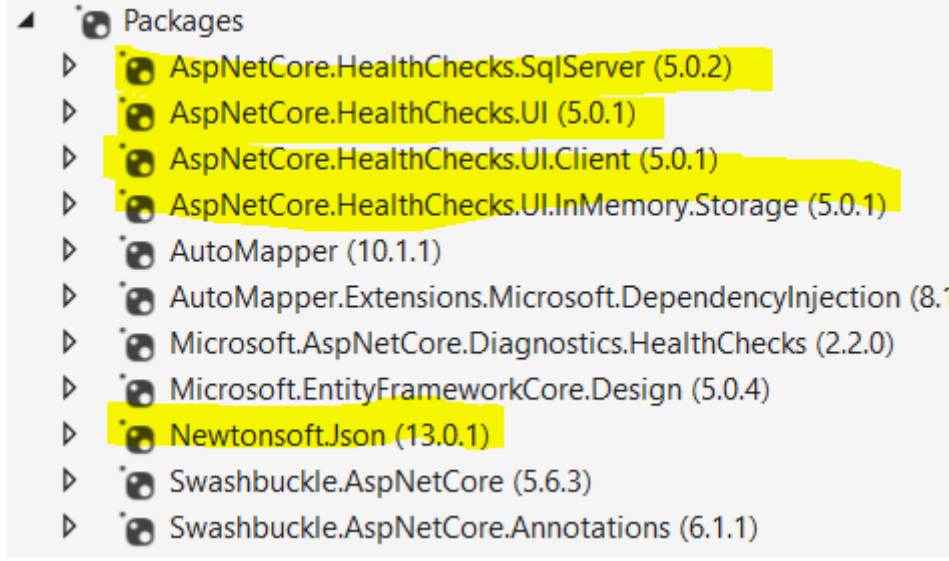 Packages
AspNetCore.HealthChecks.SqlServer (5.0.2)
AspNetCore.HealthChecks.UI (5.0.1)
AspNetCore.HealthChecks.UI.Client (5.0.1)
AspNetCore.HealthChecks.UI.InMemory.Storage (5.0.1)
AutoMapper (10.1.1)
AutoMapper.Extensions.Microsoft.DependencyInjection (8.1
Microsoft.AspNetCore.Diagnostics.HealthChecks (2.2.0)
Microsoft.EntityFrameworkCore.Design (5.0.4)
Newtonsoft.Json (13.0.1)
Swashbuckle.AspNetCore (5.6.3)
Swashbuckle.AspNetCore.Annotations (6.1.1)